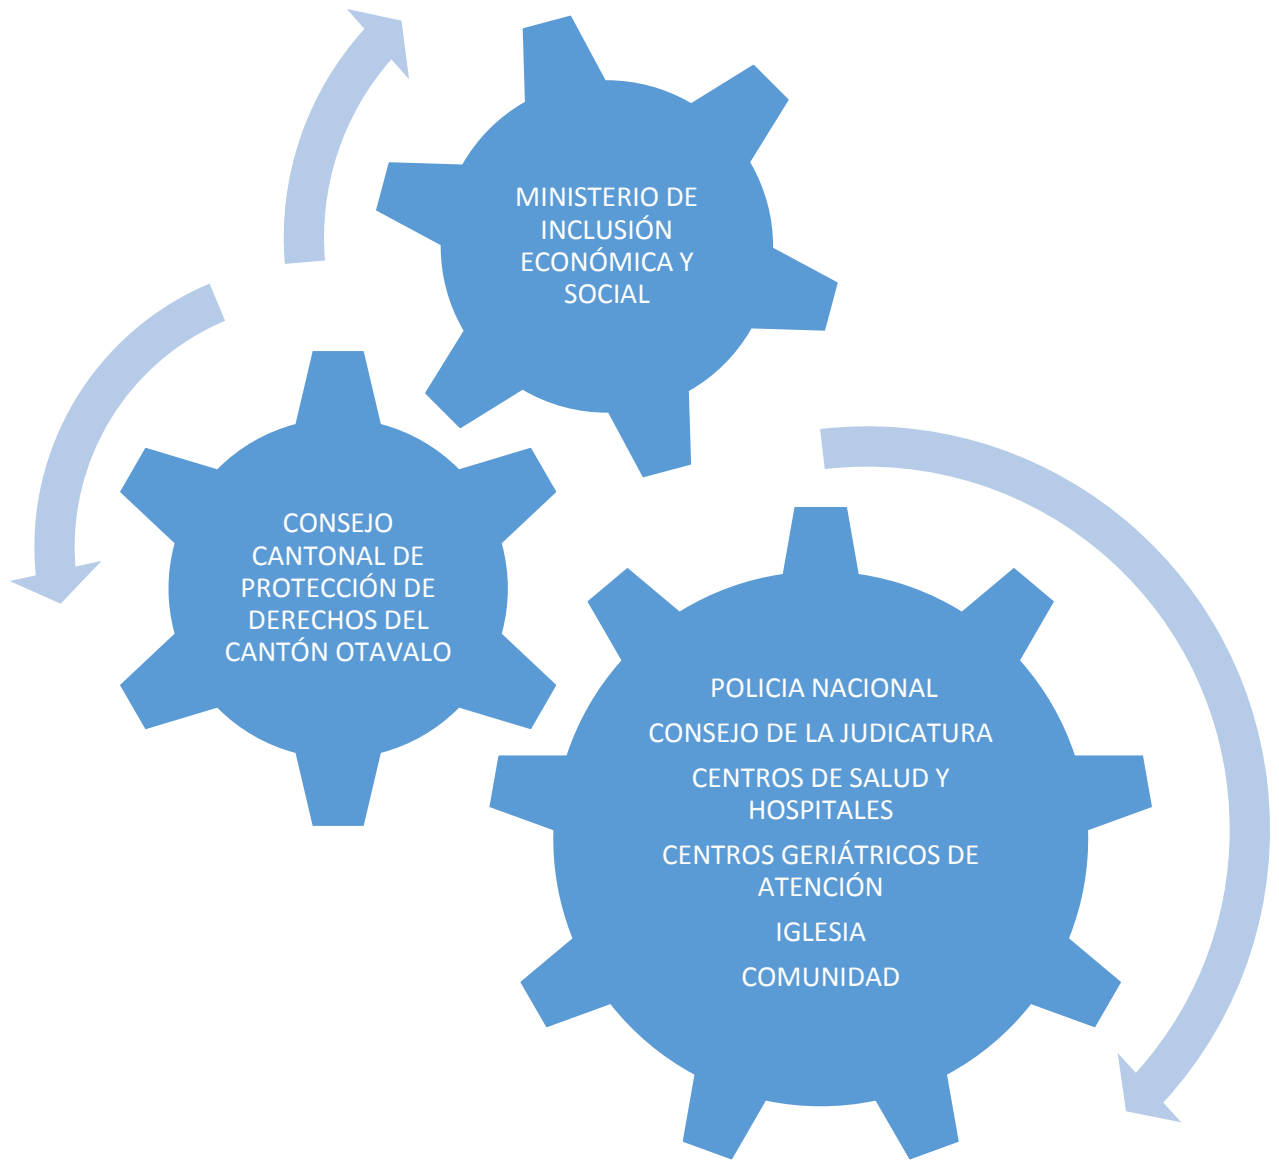 MINISTERIO DE
INCLUSIÓN
ECONÓMICA Y
SOCIAL
CONSEJO
CANTONAL DE
PROTECCIÓN DE
DERECHOS DEL
CANTÓN OTAVALO
POLICIA NACIONAL
CONSEJO DE LA JUDICATURA
CENTROS DE SALUD Y
HOSPITALES
CENTROS GERIÁTRICOS DE
ATENCIÓN
IGLESIA
COMUNIDAD